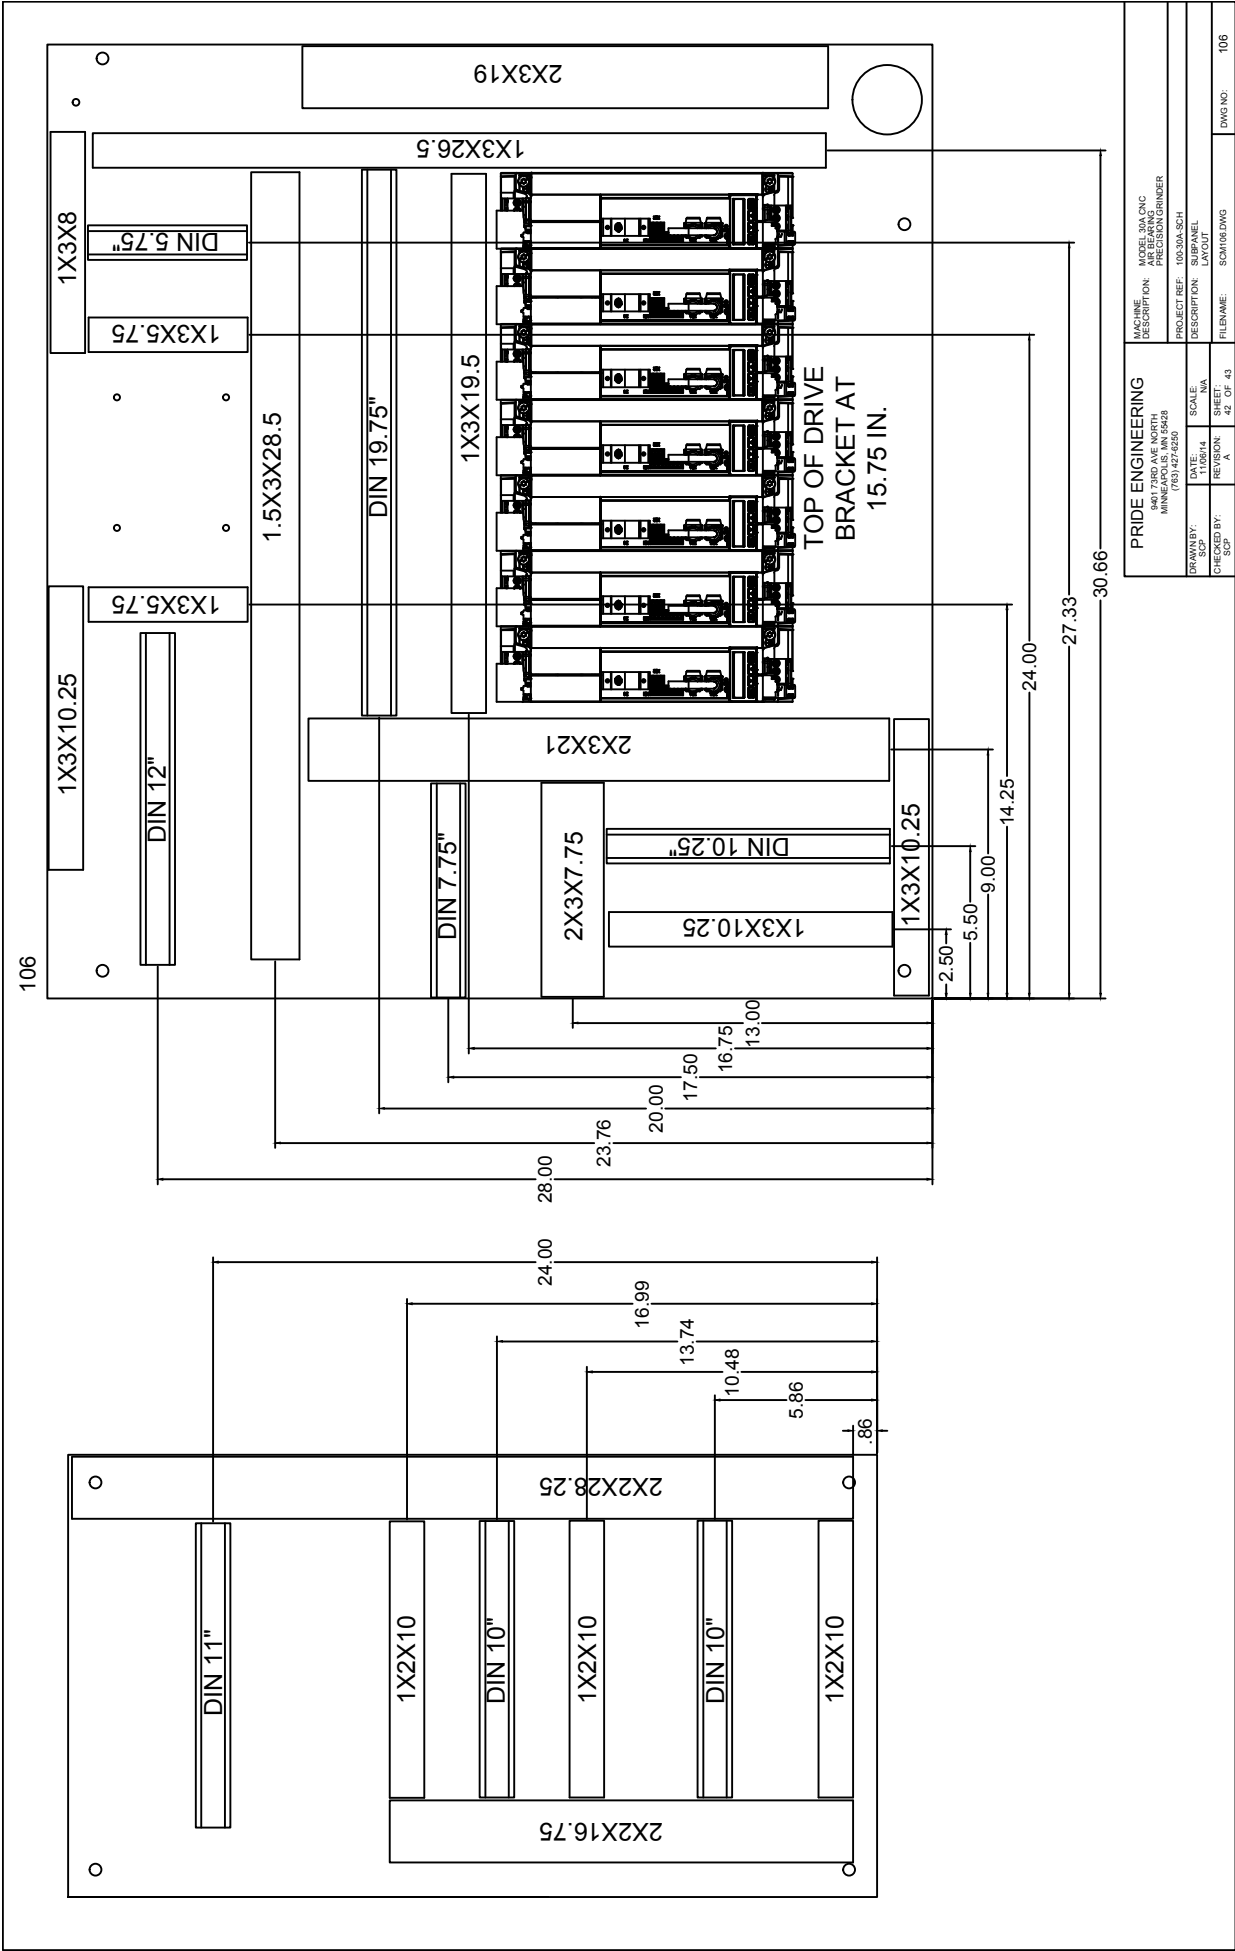 106
1X3X10.25
DIN 12"
1X3X5.75
1X3X5.75
1X3X8
DIN 5.75"
1.5X3X28.5
DIN 19.75"
1X3X26.5
2X3X19
1X3X19.5
DIN 7.75"
2X3X21
2X3X7.75
DIN 10.25"
1X3X10.25
1X3X10.25
TOP OF DRIVE
BRACKET AT
15.75 IN.
28.00
23.76
20.00
17.50
16.75
13.00
2.50
5.50
9.00
14.25
24.00
27.33
30.66
DIN 11"
1X2X10
DIN 10"
1X2X10
DIN 10"
1X2X10
2X2X16.75
2X2X28.25
24.00
16.99
13.74
10.48
5.86
.86
PRIDE ENGINEERING
9401 73RD AVE NORTH
MINNEAPOLIS, MN 55428
(763) 427-6250
DRAWN BY:
SCP
DATE:
11/06/14
SCALE:
N/A
CHECKED BY:
SCP
REVISION:
A
SHEET:
42 OF 43
MACHINE
DESCRIPTION:
MODEL 30A CNC
AIR BEARING
PRECISION GRINDER
PROJECT REF: 100-30A-SCH
DESCRIPTION: SUBPANEL
LAYOUT
FILENAME: SCM106.DWG
DWG NO: 106